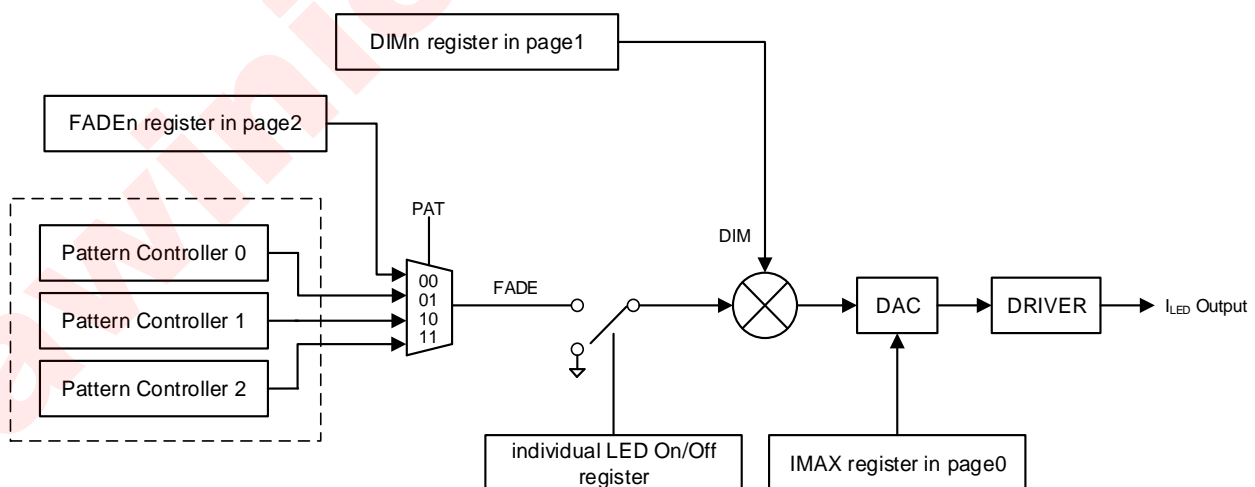 DIMn register in page1
FADEn register in page2
PAT
Pattern Controller 0
Pattern Controller 1
Pattern Controller 2
00
01
10
11
FADE
DIM
DAC
DRIVER
ILED Output
individual LED On/Off
register
IMAX register in page0
awinic